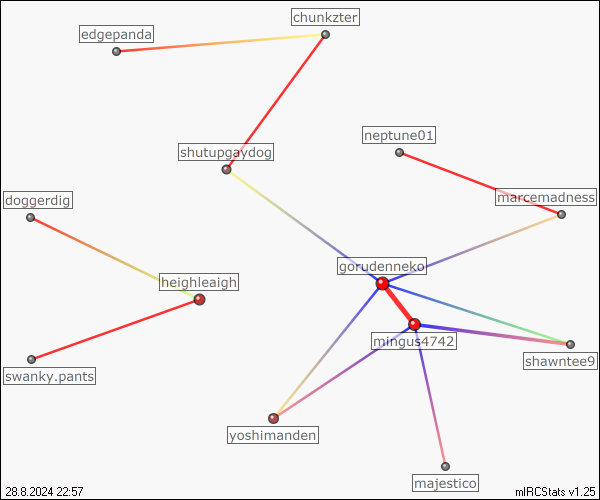 chunkzter
edgepanda
neptune01
shutupgaydog
marcemadness
doggerdig
gorudenneko
heighleaigh
mingus4742
shawntee9
swanky.pants
yoshimanden
majestico
28.8.2024 22:57
mIRCStats v1.25